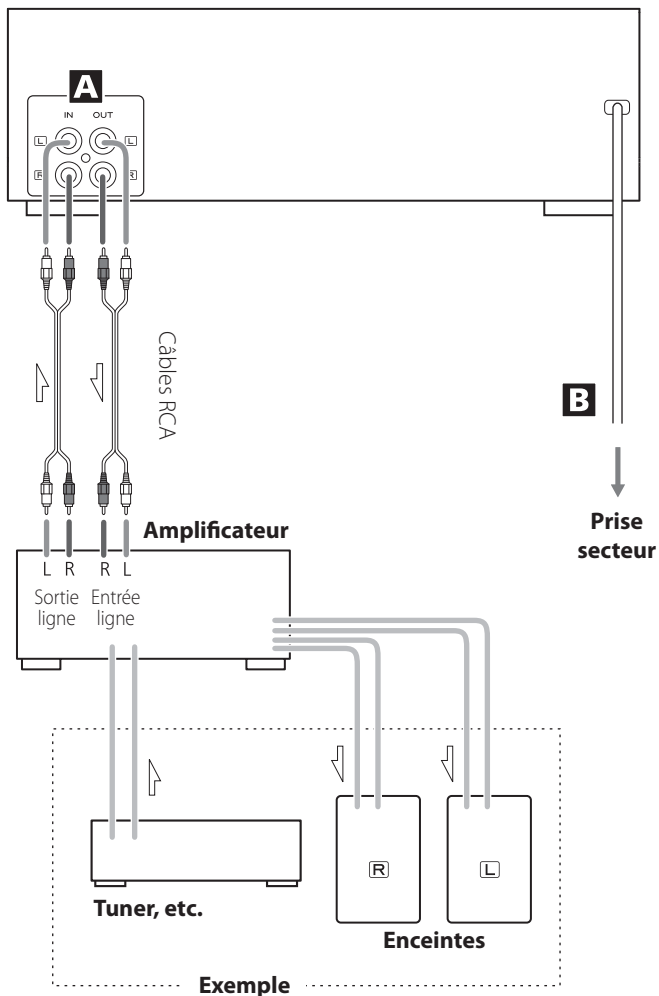 A
IN OUT
L L
R R
Câbles RCA
B
Prise
secteur
Amplificateur
L R R L
Sortie Entrée
ligne ligne
R L
Tuner, etc.
Enceintes
Exemple